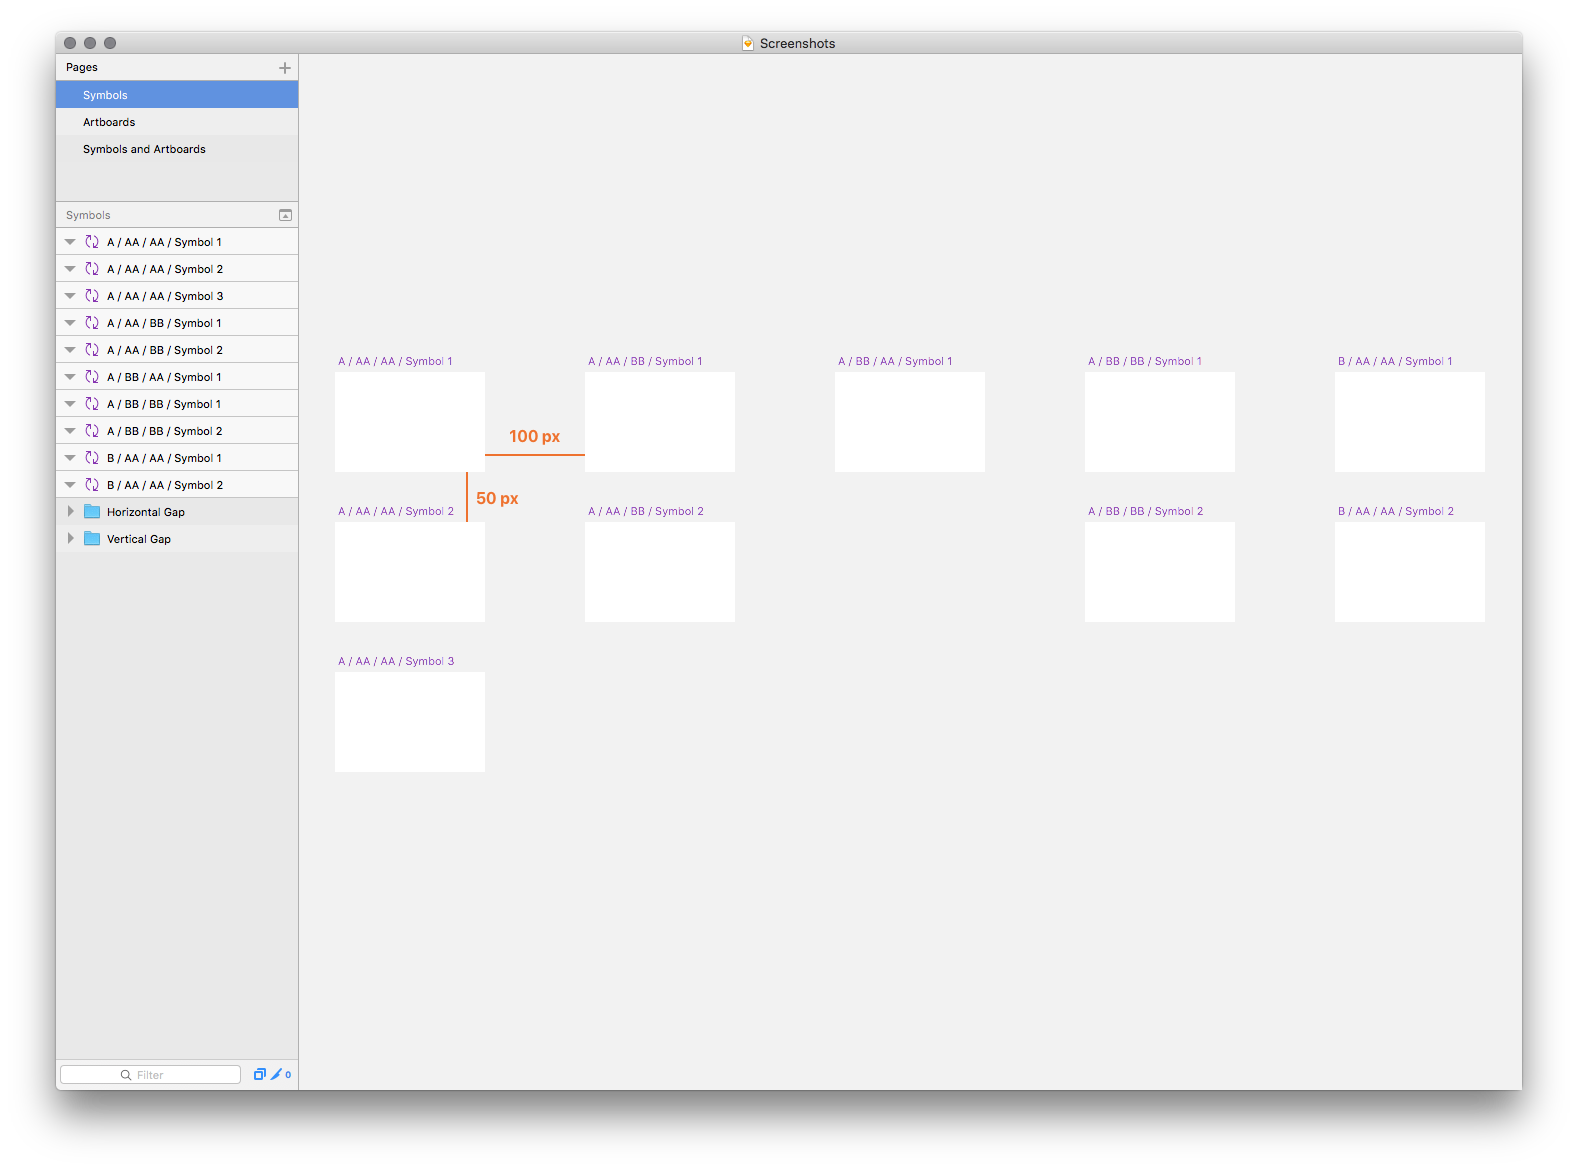 Screenshots
Pages
Symbols
Artboards
Symbols and Artboards
Symbols
A / AA / AA / Symbol 1
A / AA / AA / Symbol 2
A / AA / AA / Symbol 3
A / AA / BB / Symbol 1
A / AA / BB / Symbol 2
A / BB / AA / Symbol 1
A / BB / BB / Symbol 1
A / BB / BB / Symbol 2
B / AA / AA / Symbol 1
B / AA / AA / Symbol 2
Horizontal Gap
Vertical Gap
Filter
0
A / AA / AA / Symbol 1
A / AA / BB / Symbol 1
A / BB / AA / Symbol 1
A / BB / BB / Symbol 1
B / AA / AA / Symbol 1
100 px
50 px
A / AA / AA / Symbol 2
A / AA / BB / Symbol 2
A / BB / BB / Symbol 2
B / AA / AA / Symbol 2
A / AA / AA / Symbol 3